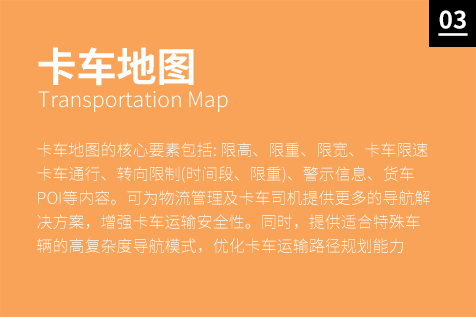 03
卡车地图
Transportation Map
卡车地图的核心要素包括: 限高、限重、限宽、卡车限速
卡车通行、转向限制(时间段、限重)、警示信息、货车
POI等内容。可为物流管理及卡车司机提供更多的导航解
决方案，增强卡车运输安全性。同时，提供适合特殊车
辆的高复杂度导航模式，优化卡车运输路径规划能力